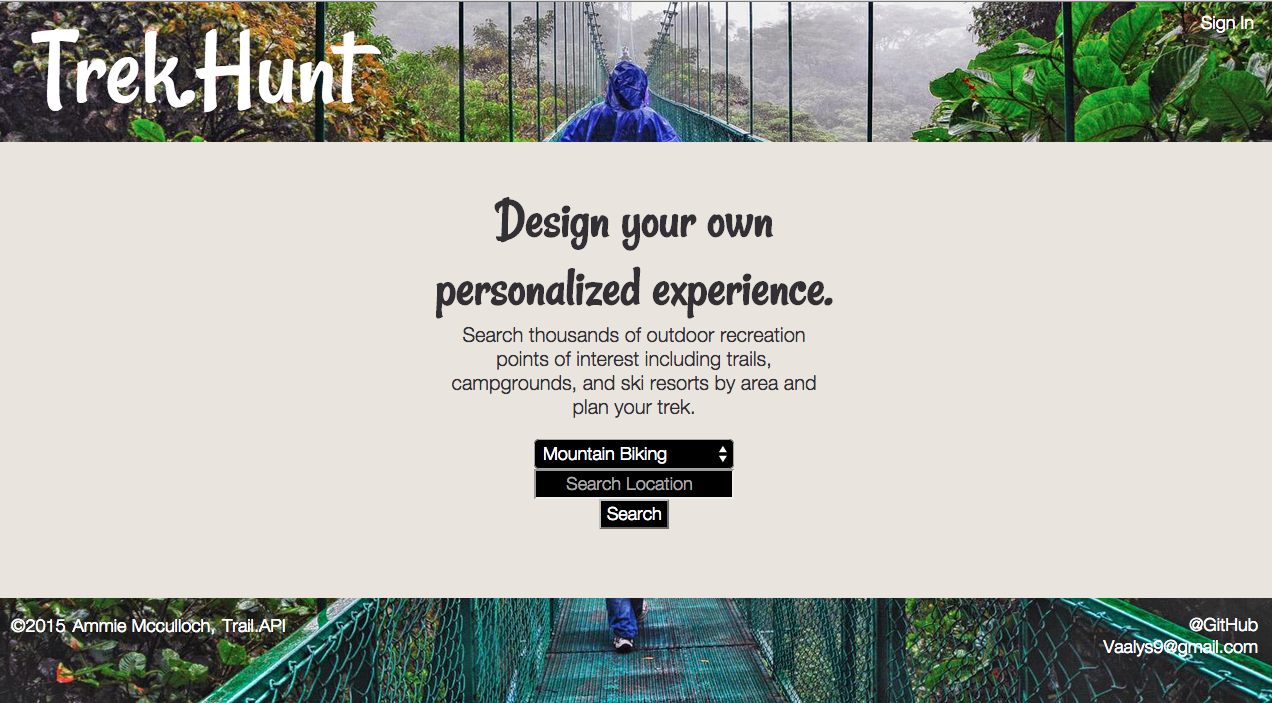 TrekHunt
Sign In
Design your own
personalized experience.
Search thousands of outdoor recreation
points of interest including trails,
campgrounds, and ski resorts by area and
plan your trek.
Mountain Biking
Search Location
Search
©2015 Ammie Mcculloch, Trail.API
@GitHub
Vaalys9@gmail.com